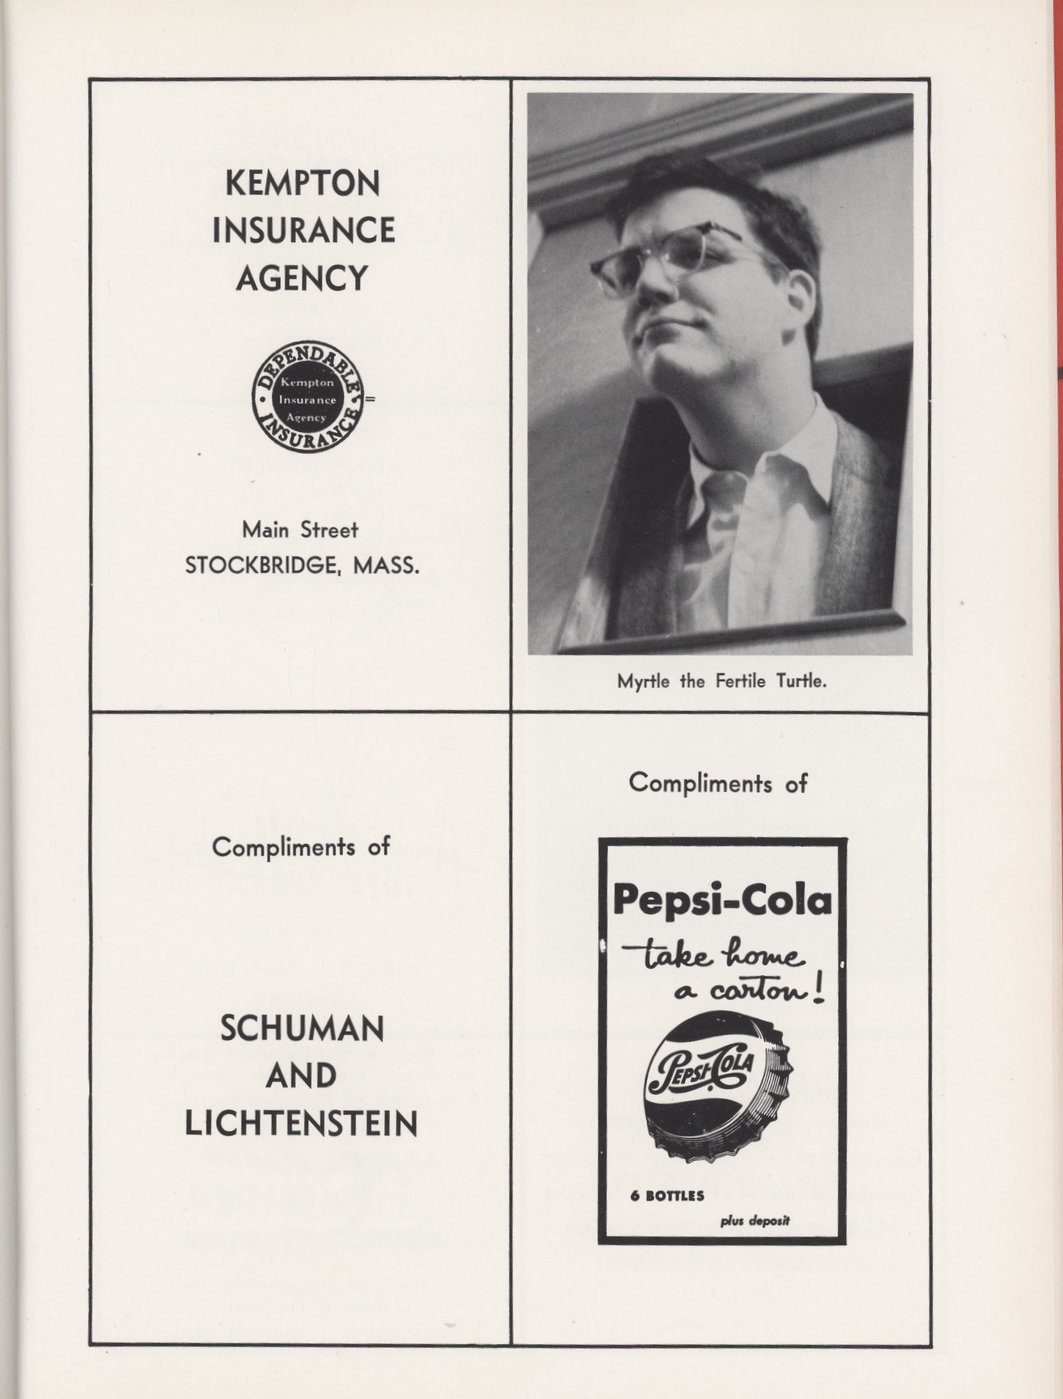 KEMPTON
INSURANCE
AGENCY
DEPENDABLE
Kempton
Insurance
Agency
INSURANCE
Main Street
STOCKBRIDGE, MASS.
Myrtle the Fertile Turtle.
Compliments of
SCHUMAN
AND
LICHTENSTEIN
Compliments of
Pepsi-Cola
take home
a carton!
PEPSI-COLA
6 BOTTLES
plus deposit